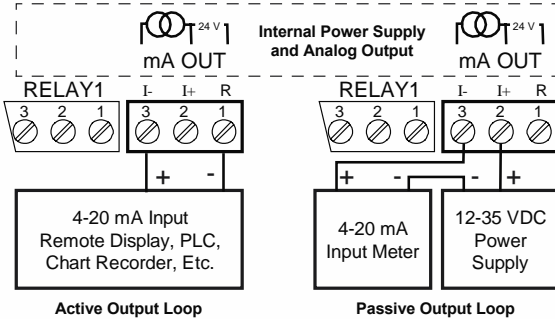 24 V
Internal Power Supply
and Analog Output
24 V
mA OUT
mA OUT
RELAY1
I- I+ R
RELAY1
I- I+ R
3 2 1
3 2 1
3 2 1
3 2 1
+ -
+ - - +
4-20 mA Input
Remote Display, PLC,
Chart Recorder, Etc.
4-20 mA
Input Meter
12-35 VDC
Power
Supply
Active Output Loop
Passive Output Loop